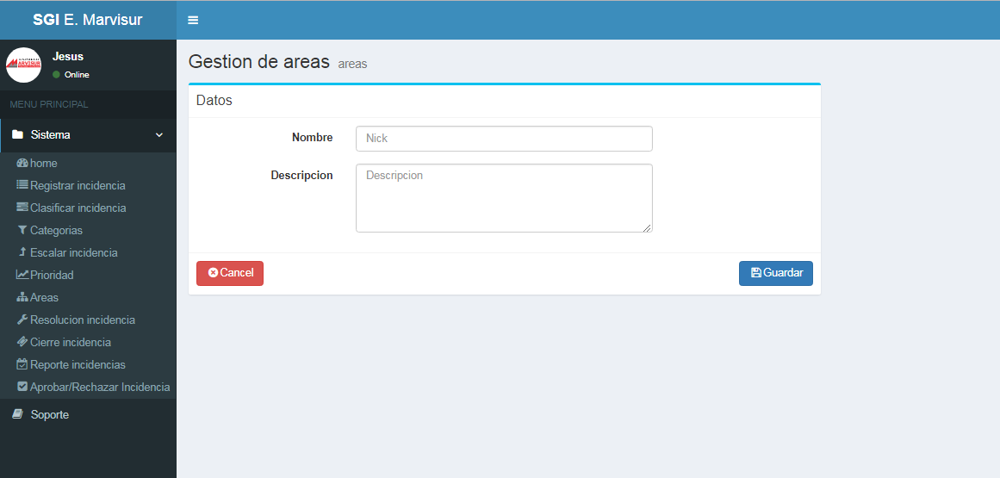 SGI E. Marvisur
Jesus
Online
MARVISUR
MENU PRINCIPAL
Sistema
home
Registrar incidencia
Clasificar incidencia
Categorias
Escalar incidencia
Prioridad
Areas
Resolucion incidencia
Cierre incidencia
Reporte incidencias
Aprobar/Rechazar Incidencia
Soporte
Gestion de areas areas
Datos
Nombre Nick
Descripcion Descripcion
Cancel Guardar